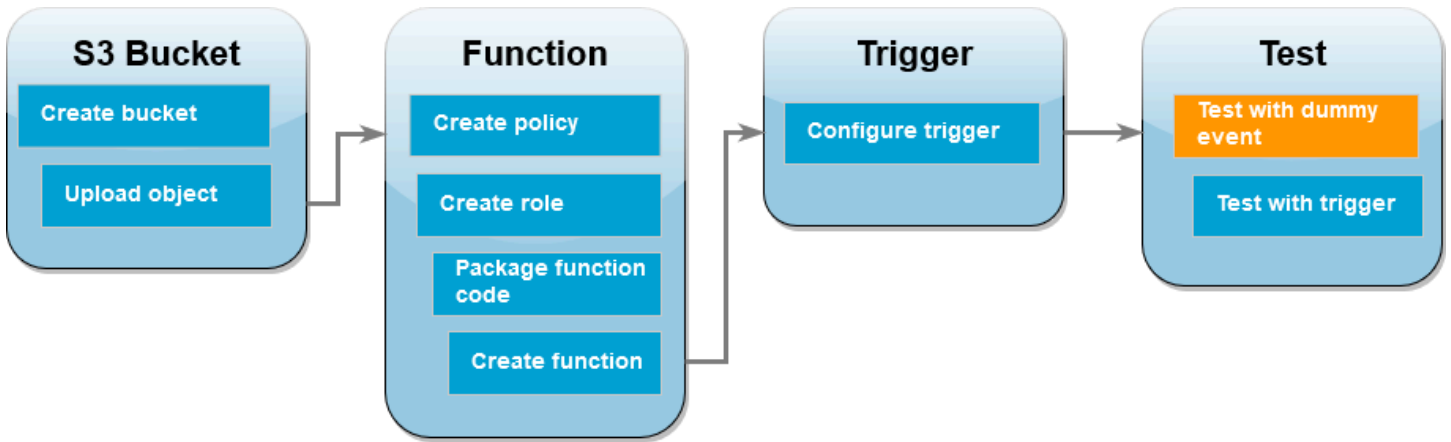 S3 Bucket
Create bucket
Upload object
Function
Create policy
Create role
Package function
code
Create function
Trigger
Configure trigger
Test
Test with dummy
event
Test with trigger